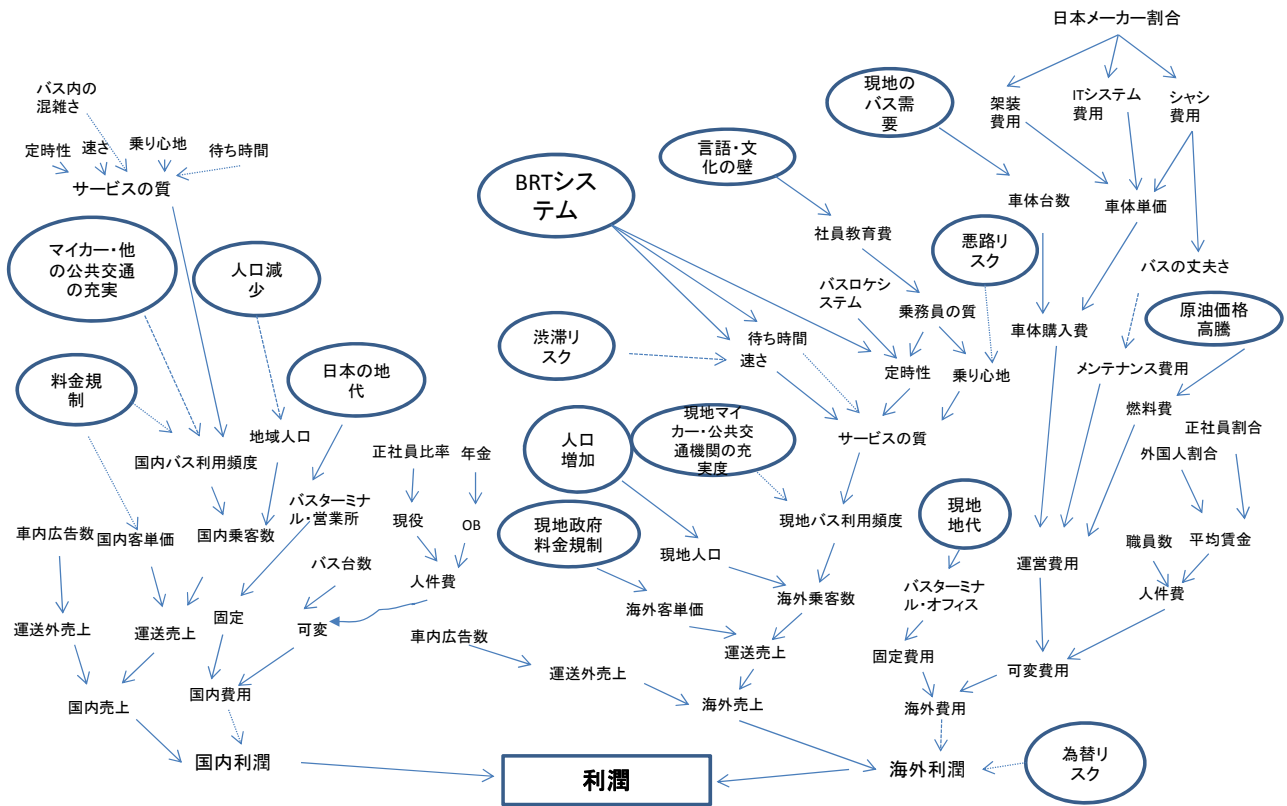 日本メーカー割合
バス内の
混雑さ
現地の
バス需
要
架装
費用
ITシステム
費用
シャシ
費用
定時性
速さ
乗り心地
待ち時間
言語・文
化の壁
サービスの質
BRTシス
テム
車体台数
車体単価
マイカー・他
の公共交通
の充実
人口減
少
社員教育費
悪路リ
スク
バスの丈夫さ
バスロケシ
ステム
乗務員の質
原油価格
高騰
渋滞リ
スク
待ち時間
速さ
車体購入費
料金規
制
日本の地
代
定時性
乗り心地
メンテナンス費用
燃料費
人口
増加
現地マイ
カー・公共交
通機関の充
実度
サービスの質
正社員割合
外国人割合
地域人口
国内バス利用頻度
正社員比率
年金
バスターミナ
ル・営業所
現役
OB
現地政府
料金規制
現地バス利用頻度
現地
地代
車内広告数
国内客単価
国内乗客数
現地人口
職員数
平均賃金
バス台数
人件費
運営費用
バスターミナ
ル・オフィス
人件費
海外客単価
海外乗客数
運送外売上
運送売上
固定
可変
車内広告数
運送売上
固定費用
可変費用
運送外売上
国内売上
国内費用
海外売上
海外費用
国内利潤
利潤
海外利潤
為替リ
スク